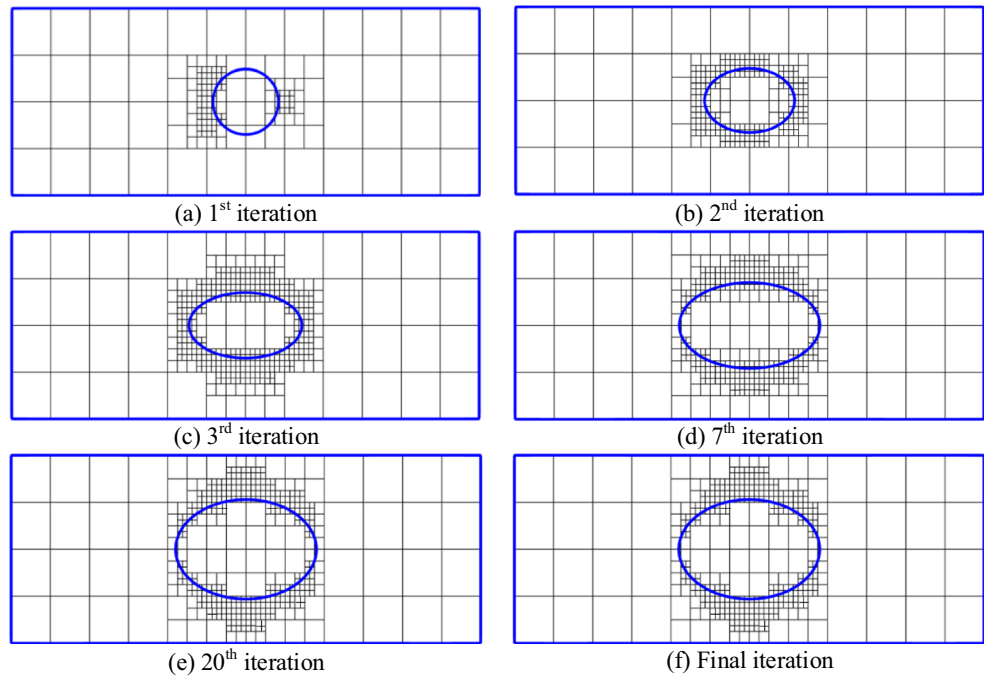 (a) 1st iteration
(b) 2nd iteration
(c) 3rd iteration
(d) 7th iteration
(e) 20th iteration
(f) Final iteration